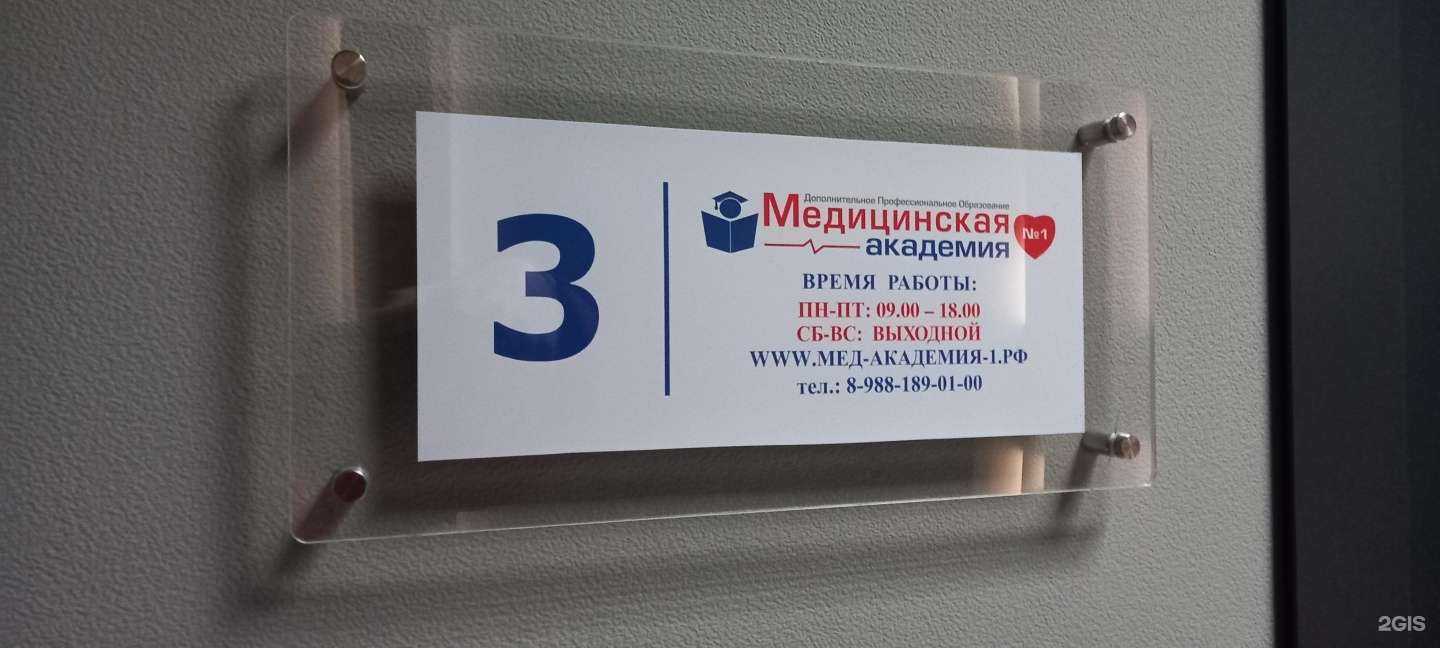 3
Дополнительное Профессиональное Образование
Медицинская
академия
№1
ВРЕМЯ РАБОТЫ:
ПН-ПТ: 09.00 – 18.00
СБ-ВС: ВЫХОДНОЙ
WWW.МЕД-АКАДЕМИЯ-1.РФ
тел.: 8-988-189-01-00
2GIS